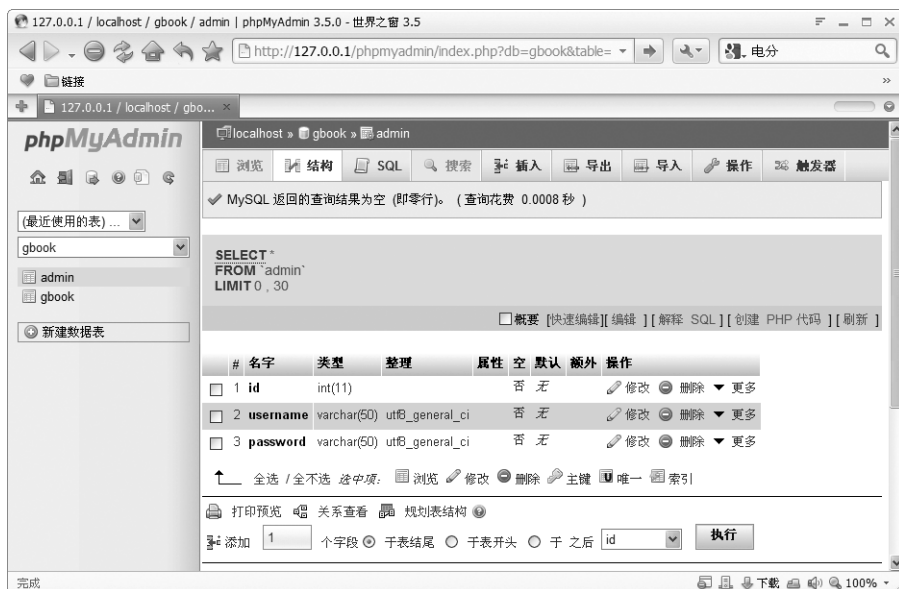 127.0.0.1 / localhost / gbook / admin | phpMyAdmin 3.5.0 - 世界之窗 3.5
http://127.0.0.1/phpmyadmin/index.php?db=gbook&table=
电分
链接
»
127.0.0.1 / localhost / gbo... ×
phpMyAdmin
(最近使用的表) ...
gbook
admin
gbook
新建数据表
localhost » gbook » admin
浏览 结构 SQL 搜索 插入 导出 导入 操作 触发器
MySQL 返回的查询结果为空 (即零行)。 ( 查询花费 0.0008 秒 )
SELECT *
FROM `admin`
LIMIT 0 , 30
概要 [快速编辑][ 编辑 ] [ 解释 SQL ] [ 创建 PHP 代码 ] [ 刷新 ]
# 名字 类型 整理 属性 空 默认 额外 操作
1 id int(11) 否 无 修改 删除 更多
2 username varchar(50) utf8_general_ci 否 无 修改 删除 更多
3 password varchar(50) utf8_general_ci 否 无 修改 删除 更多
全选 / 全不选 选中项: 浏览 修改 删除 主键 U 唯一 索引
打印预览 关系查看 规划表结构
添加 1 个字段 于表结尾 于表开头 于 之后 id 执行
完成
下载 100%